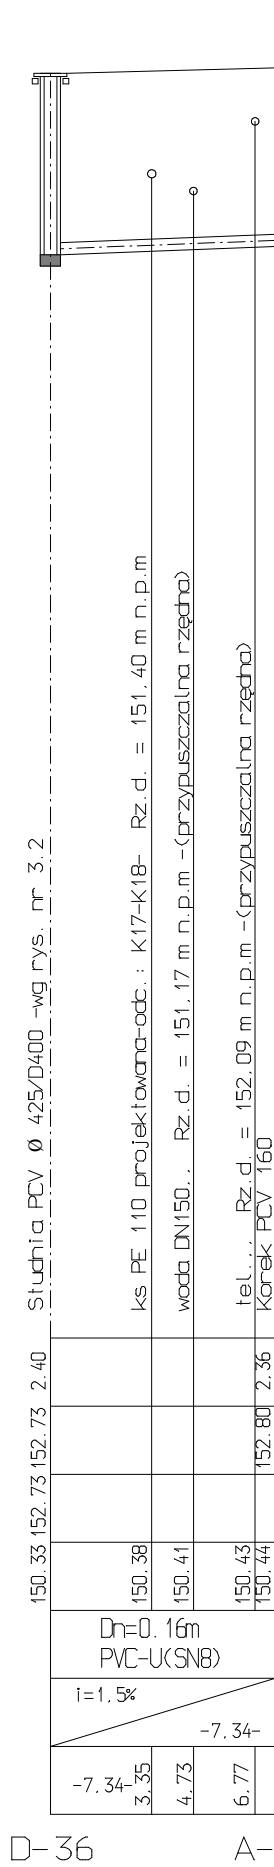 Studnia PCV Ø 425/D400 -wg rys. nr 3.2
ks PE 110 projektowana-odc.: K17-K18- Rz.d. = 151,40 m n.p.m
woda DN150,, Rz.d. = 151,17 m n.p.m -(przypuszczalna rzędna)
tel.,, Rz.d. = 152,09 m n.p.m -(przypuszczalna rzędna)
Korek PCV 160
2.40
2.36
152.73
152.80
152.73
150.33
150.38
150.41
150.43
150.44
Dn=0.16m
PVC-U(SN8)
i=1,5%
-7,34-
-7,34-
3,35
4,73
6,77
D-36
A-